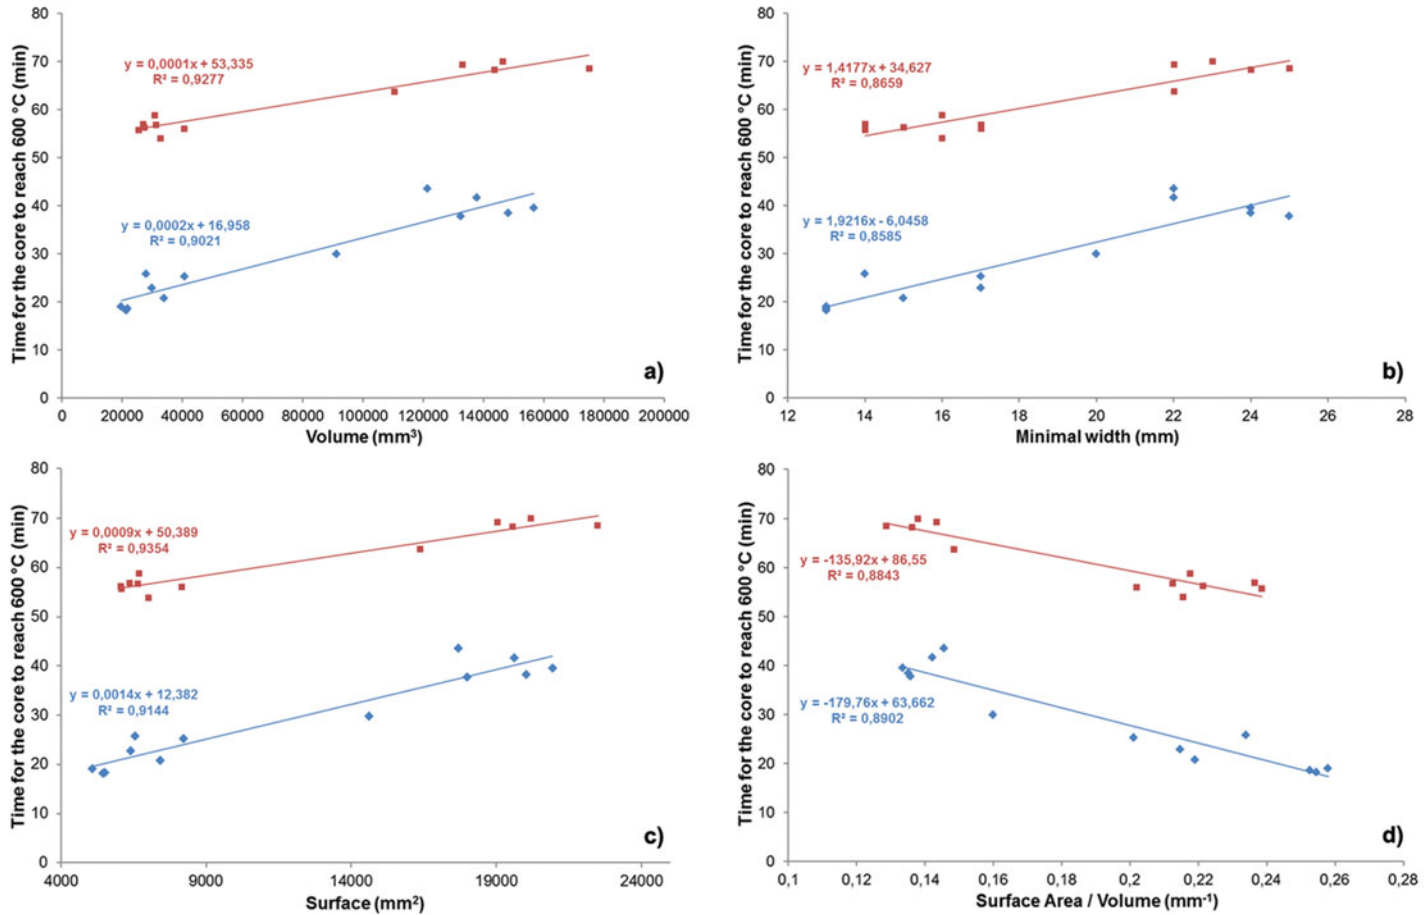 Time for the core to reach 600 °C (min)
80
70
60
50
40
30
20
10
0
y = 0,0001x + 53,335
R² = 0,9277
y = 0,0002x + 16,958
R² = 0,9021
a)
0 20000 40000 60000 80000 100000 120000 140000 160000 180000 200000
Volume (mm³)
Time for the core to reach 600 °C (min)
80
70
60
50
40
30
20
10
0
y = 1,4177x + 34,627
R² = 0,8659
y = 1,9216x - 6,0458
R² = 0,8585
b)
12 14 16 18 20 22 24 26 28
Minimal width (mm)
Time for the core to reach 600 °C (min)
80
70
60
50
40
30
20
10
0
y = 0,0009x + 50,389
R² = 0,9354
y = 0,0014x + 12,382
R² = 0,9144
c)
4000 9000 14000 19000 24000
Surface (mm²)
Time for the core to reach 600 °C (min)
80
70
60
50
40
30
20
10
0
y = -135,92x + 86,55
R² = 0,8843
y = -179,76x + 63,662
R² = 0,8902
d)
0,1 0,12 0,14 0,16 0,18 0,2 0,22 0,24 0,26 0,28
Surface Area / Volume (mm⁻¹)